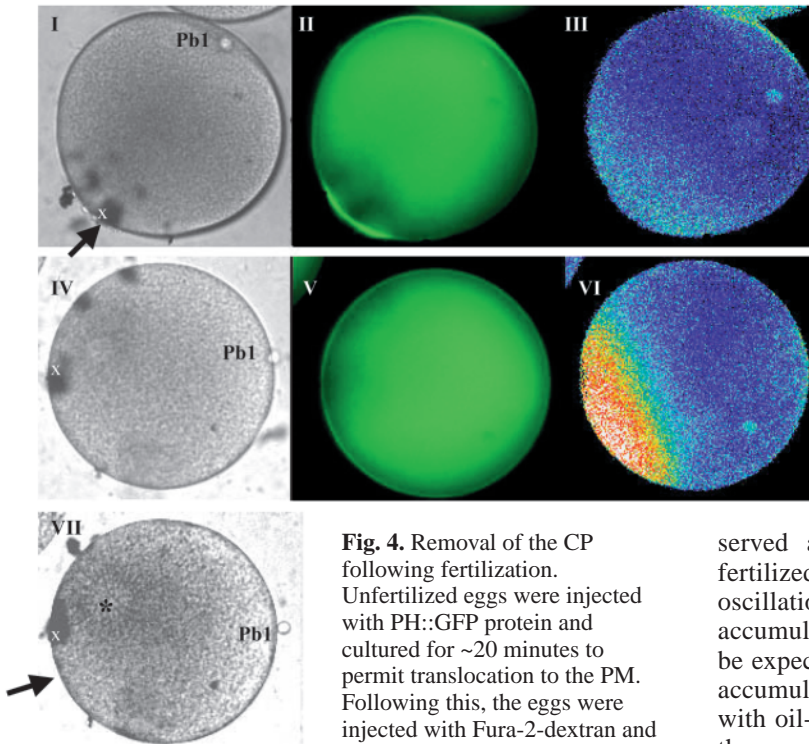 I
Pb1
x
II
III
IV
Pb1
x
V
VI
VII
*
x
Pb1
Fig. 4. Removal of the CP
following fertilization.
Unfertilized eggs were injected
with PH::GFP protein and
cultured for ~20 minutes to
permit translocation to the PM.
Following this, the eggs were
injected with Fura-2-dextran and
served a
fertilized
oscillatio
accumul
be expec
accumul
with oil-